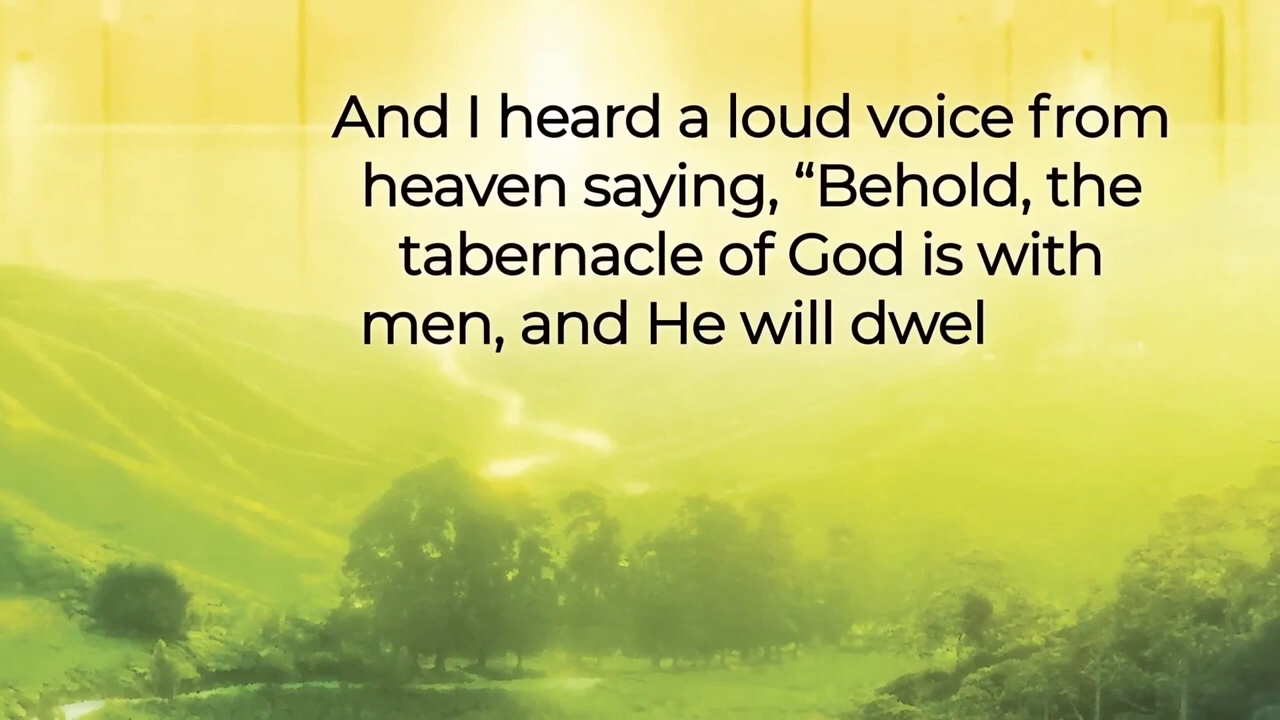 And I heard a loud voice from
heaven saying, “Behold, the
tabernacle of God is with
men, and He will dwel